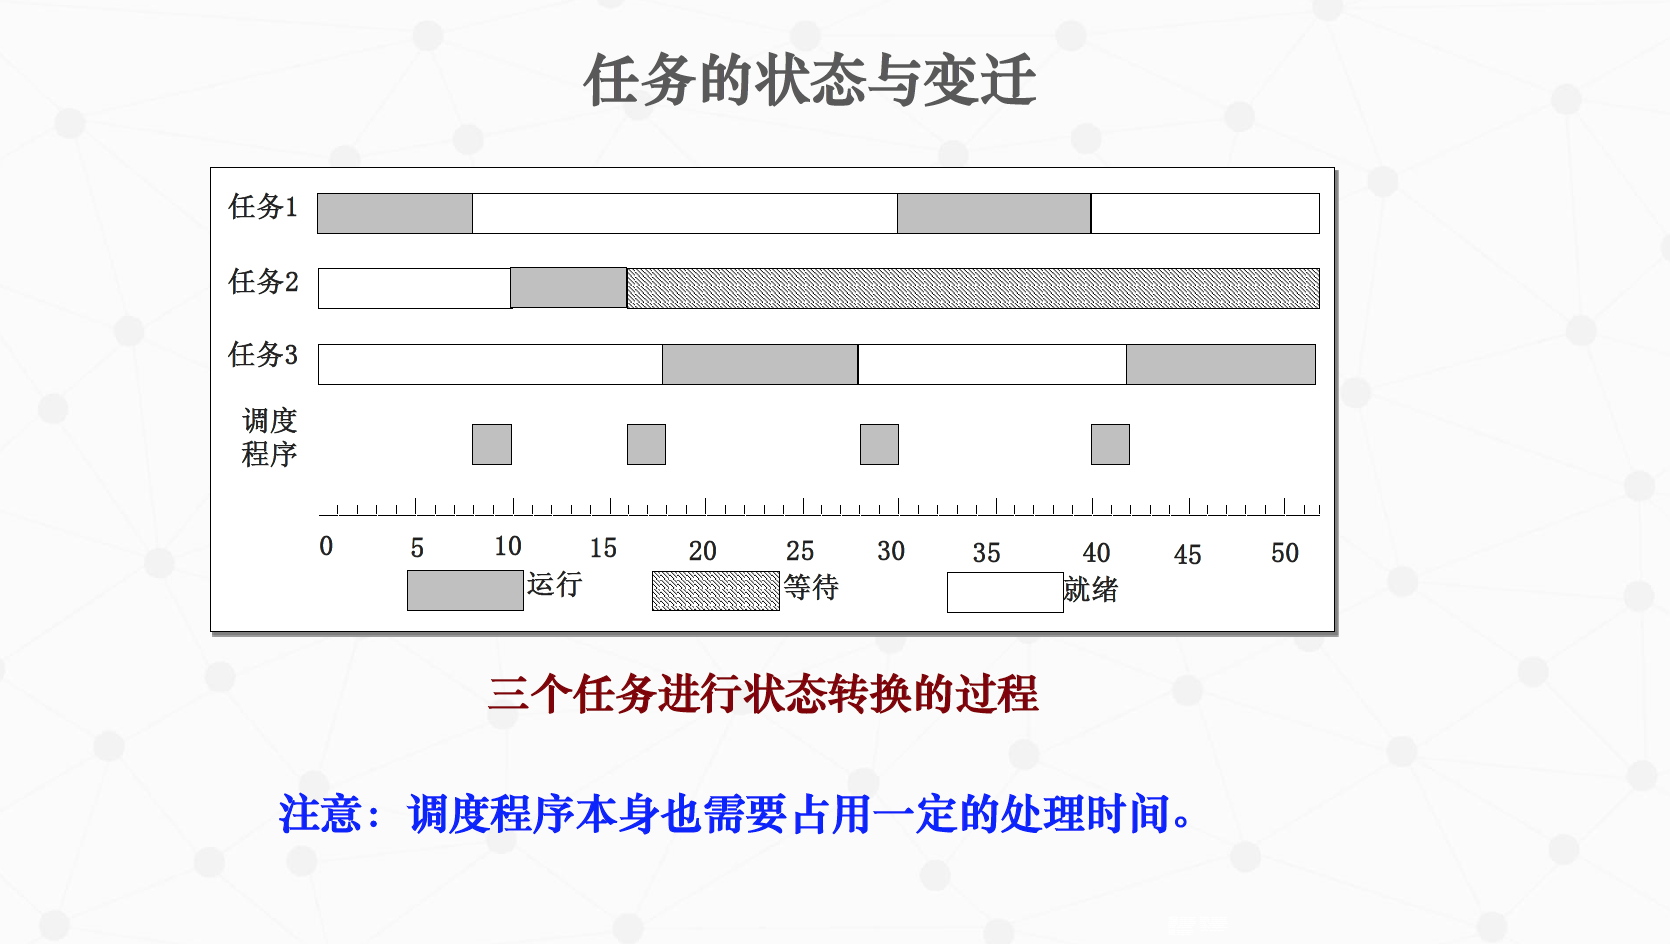 任务的状态与变迁
任务1
任务2
任务3
调度
程序
0 5 10 15 20 25 30 35 40 45 50
运行 等待 就绪
三个任务进行状态转换的过程
注意：调度程序本身也需要占用一定的处理时间。